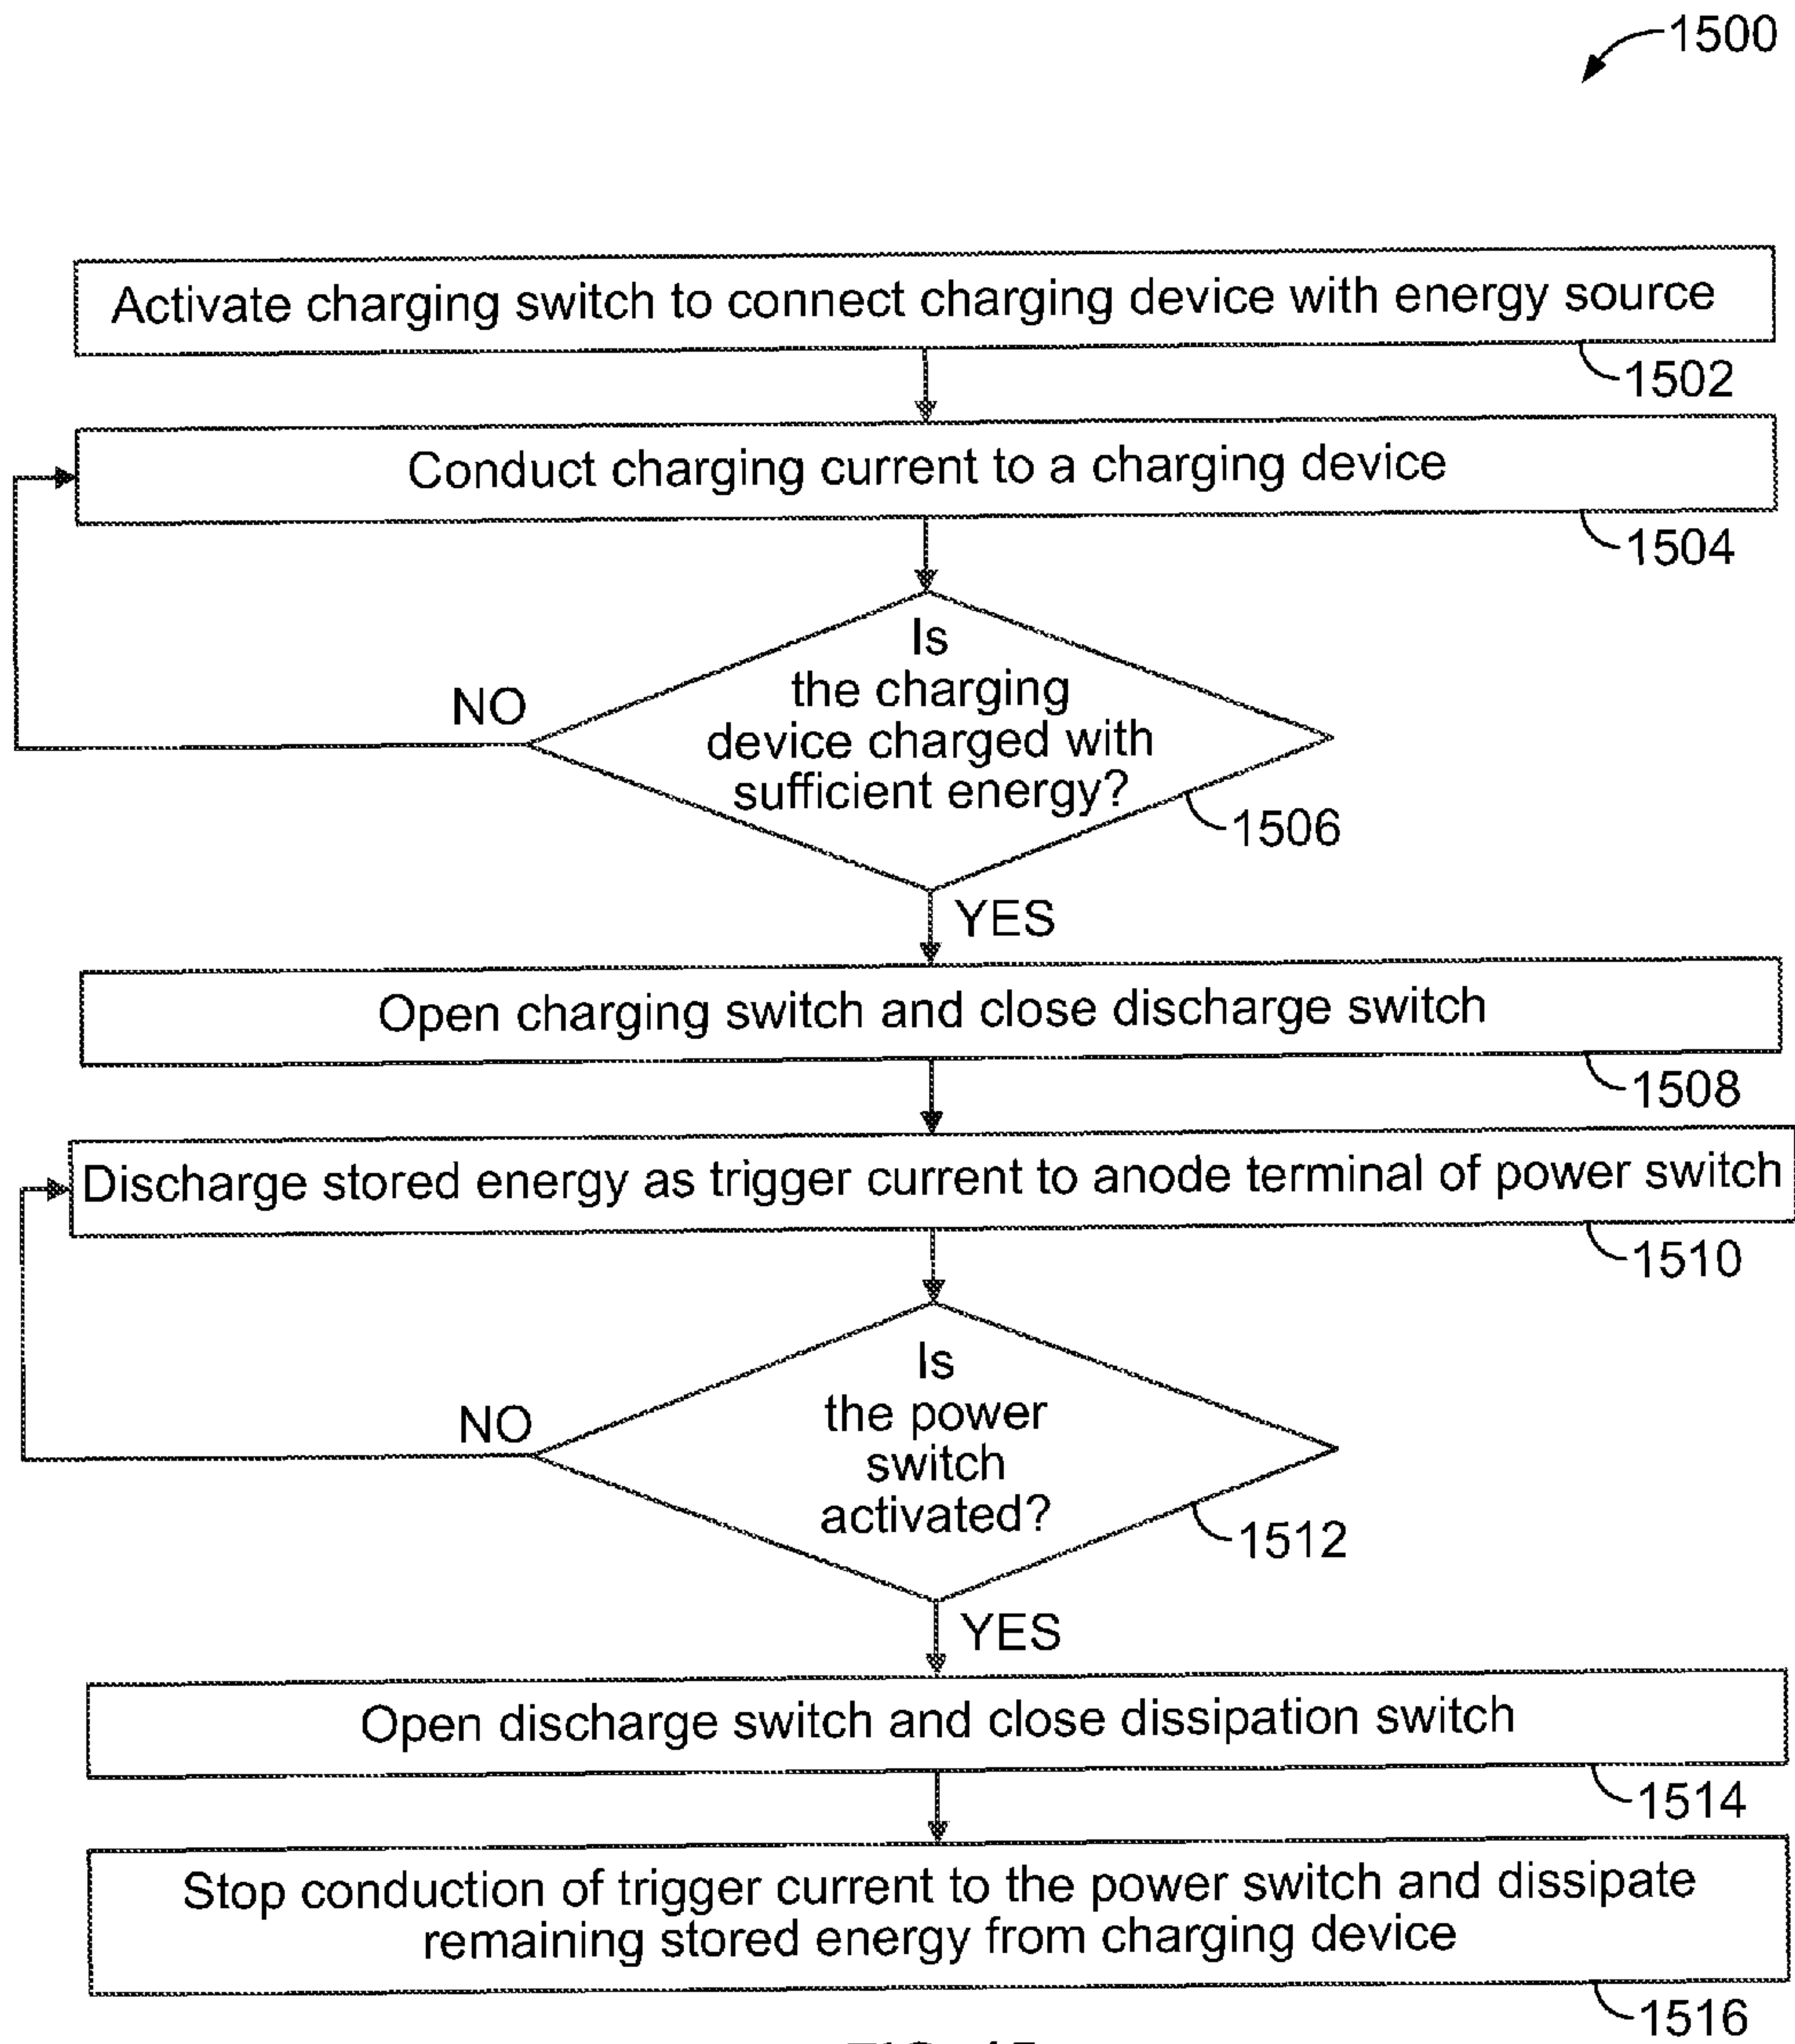 1500
Activate charging switch to connect charging device with energy source
1502
Conduct charging current to a charging device
1504
Is
the charging
device charged with
sufficient energy?
NO
1506
YES
Open charging switch and close discharge switch
1508
Discharge stored energy as trigger current to anode terminal of power switch
1510
Is
the power
switch
activated?
NO
1512
YES
Open discharge switch and close dissipation switch
1514
Stop conduction of trigger current to the power switch and dissipate
remaining stored energy from charging device
1516